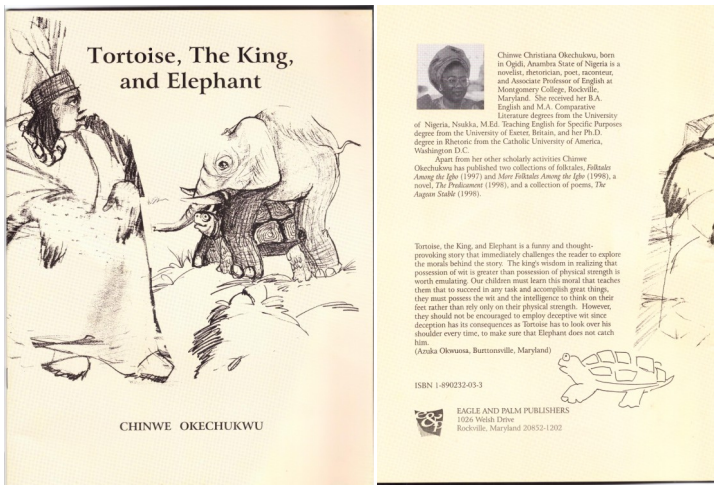 Tortoise, The King,
and Elephant
CHINWE OKECHUKWU
Chinwe Christiana Okechukwu, born
in Ogidi, Anambra State of Nigeria is a
novelist, rhetorician, poet, raconteur,
and Associate Professor of English at
Montgomery College, Rockville,
Maryland. She received her B.A.
English and M.A. Comparative
Literature degrees from the University
of Nigeria, Nsukka, M.Ed. Teaching English for Specific Purposes
degree from the University of Exeter, Britain, and her Ph.D.
degree in Rhetoric from the Catholic University of America,
Washington D.C.
Apart from her other scholarly activities Chinwe
Okechukwu has published two collections of folktales, Folktales
Among the Igbo (1997) and More Folktales Among the Igbo (1998), a
novel, The Predicament (1998), and a collection of poems, The
Augean Stable (1998).
Tortoise, the King, and Elephant is a funny and thought-
provoking story that immediately challenges the reader to explore
the morals behind the story. The king's wisdom in realizing that
possession of wit is greater than possession of physical strength is
worth emulating. Our children must learn this moral that teaches
them that to succeed in any task and accomplish great things,
they must possess the wit and the intelligence to think on their
feet rather than rely only on their physical strength. However,
they should not be encouraged to employ deceptive wit since
deception has its consequences as Tortoise has to look over his
shoulder every time, to make sure that Elephant does not catch
him.
(Azuka Okwuosa, Burttonsville, Maryland)
ISBN 1-890232-03-3
EAGLE AND PALM PUBLISHERS
1026 Welsh Drive
Rockville, Maryland 20852-1202